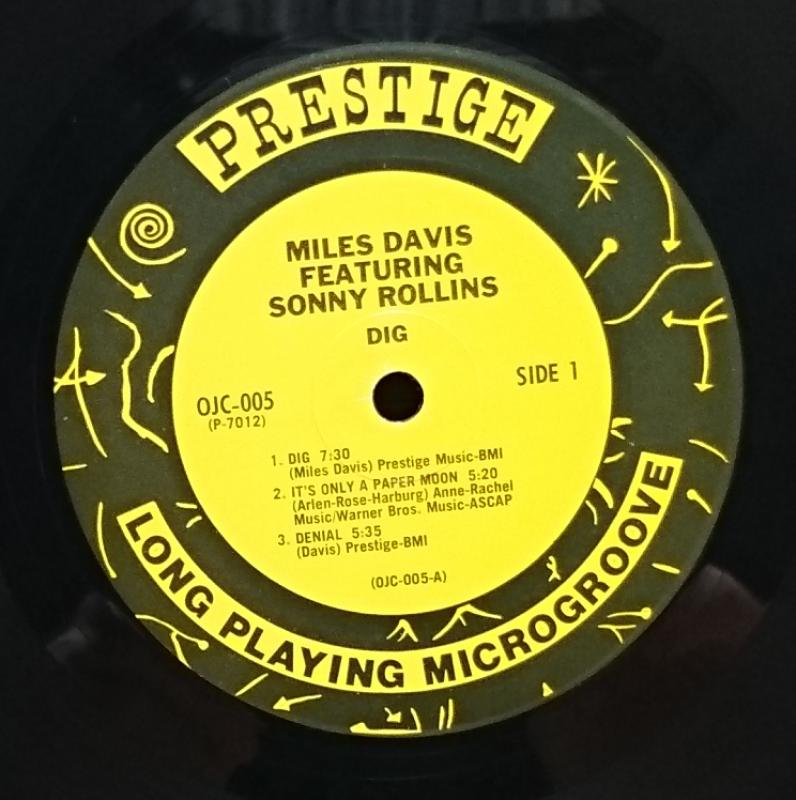 PRESTIGE
MILES DAVIS
FEATURING
SONNY ROLLINS
DIG
SIDE 1
OJC-005
(P-7012)
1. DIG 7:30
(Miles Davis) Prestige Music-BMI
2. IT'S ONLY A PAPER MOON 5:20
(Arlen-Rose-Harburg) Anne-Rachel
Music/Warner Bros. Music-ASCAP
3. DENIAL 5:35
(Davis) Prestige-BMI
(OJC-005-A)
LONG PLAYING MICROGROOVE